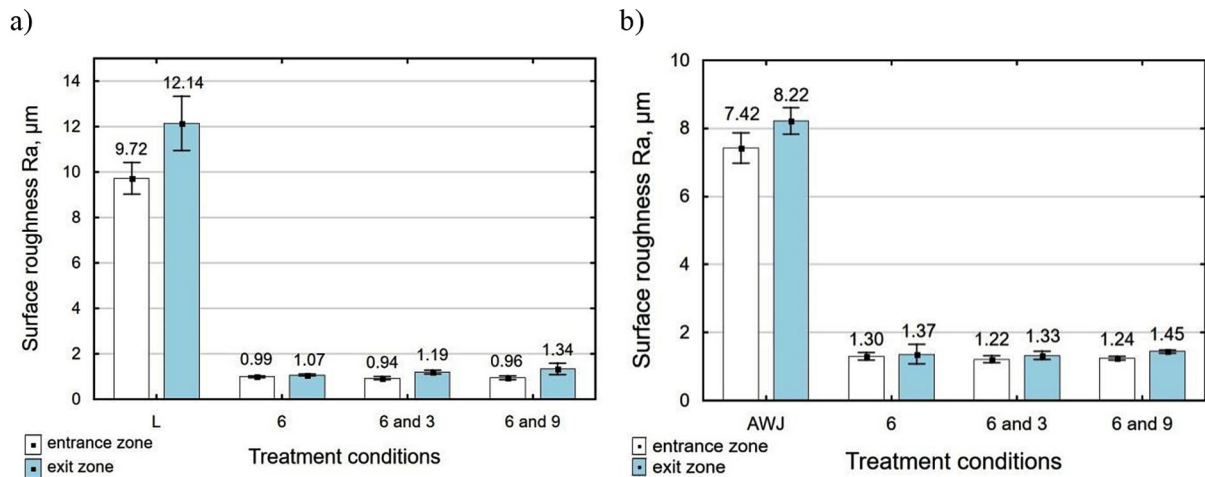 a)
Surface roughness Ra, µm
14
12
10
8
6
4
2
0
9.72
12.14
0.99
1.07
0.94
1.19
0.96
1.34
L
6
6 and 3
6 and 9
entrance zone
exit zone
Treatment conditions
b)
Surface roughness Ra, µm
10
8
6
4
2
0
7.42
8.22
1.30
1.37
1.22
1.33
1.24
1.45
AWJ
6
6 and 3
6 and 9
entrance zone
exit zone
Treatment conditions